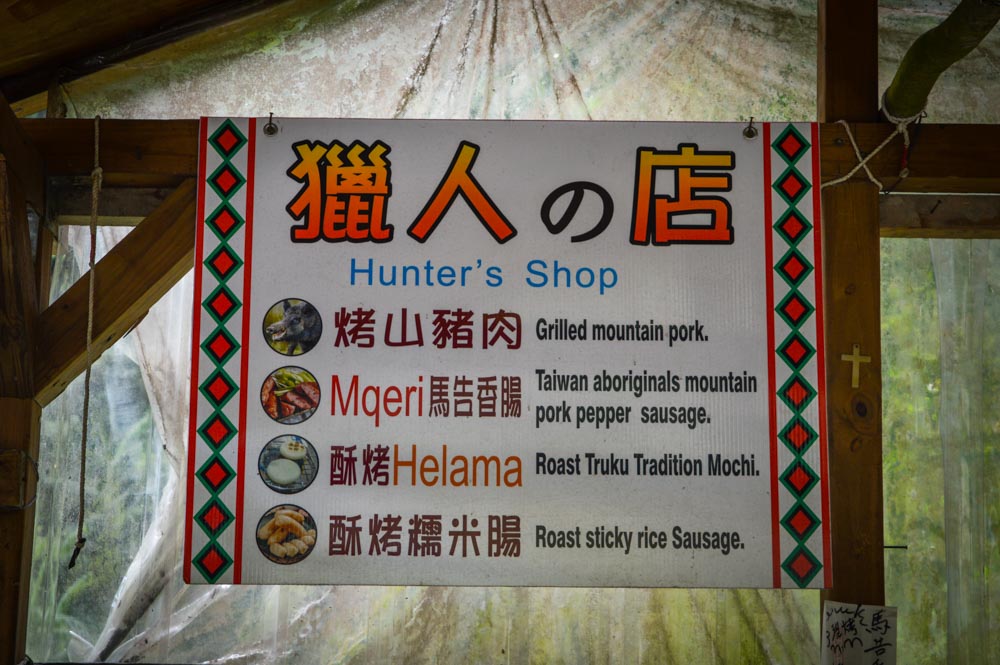 獵人の店
Hunter's Shop
烤山豬肉 Grilled mountain pork.
Mqeri馬告香腸 Taiwan aboriginals mountain
pork pepper sausage.
酥烤Helama Roast Truku Tradition Mochi.
酥烤糯米腸 Roast sticky rice Sausage.
馬告